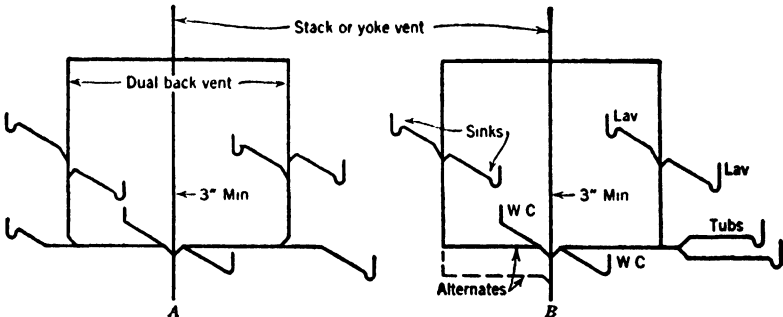 Stack or yoke vent
Dual back vent
Sinks
Lav
Lav
3" Min
3" Min
W C
Tubs
W C
Alternates
A
B